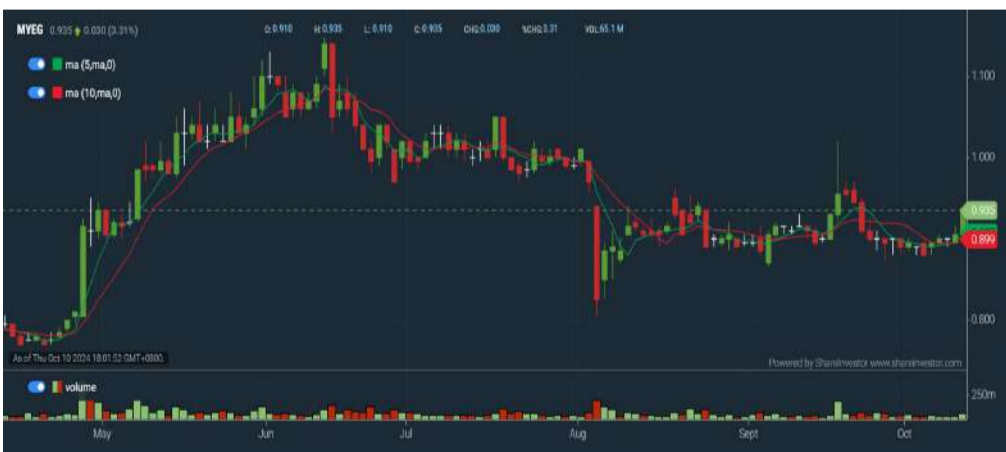 MYEG 0.935 0.030 (3.31%) O: 0.910 H: 0.935 L: 0.910 C: 0.935 CHG:0.030 %CHG:3.31 VOL:65.1 M
ma (5,ma,0)
ma (10,ma,0)
1.100
1.000
0.935
0.899
0.800
As of Thu Oct 10 2024 18:01:52 GMT+0800
Powered by ShareInvestor www.shareinvestor.com
volume
250m
May Jun Jul Aug Sept Oct